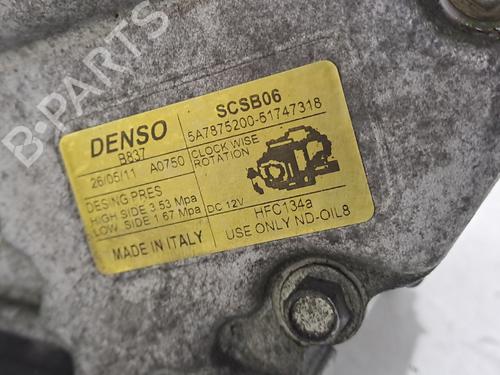 B-PARTS
DENSO
B837
26/05/11 A0750
DESING PRES
HIGH SIDE 3.53 Mpa
LOW SIDE 1.67 Mpa
MADE IN ITALY
SCSB06
5A7875200-51747318
CLOCK WISE
ROTATION
DC 12V
HFC134a
USE ONLY ND-OIL8